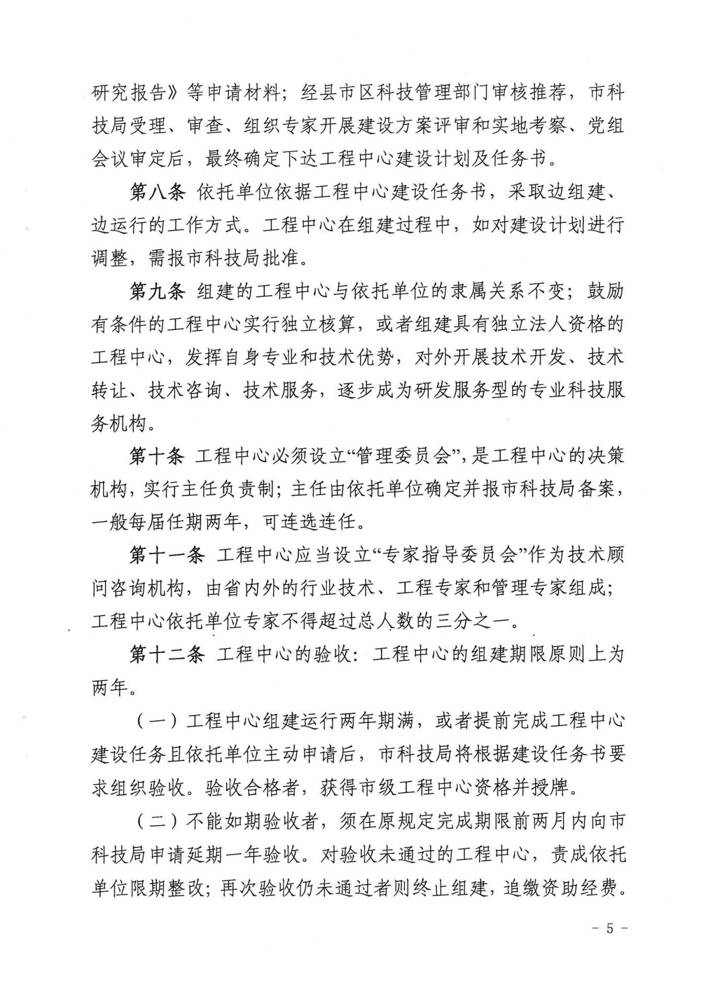 研究报告》等申请材料；经县市区科技管理部门审核推荐，市科
技局受理、审查、组织专家开展建设方案评审和实地考察、党组
会议审定后，最终确定下达工程中心建设计划及任务书。
第八条 依托单位依据工程中心建设任务书，采取边组建、
边运行的工作方式。工程中心在组建过程中，如对建设计划进行
调整，需报市科技局批准。
第九条 组建的工程中心与依托单位的隶属关系不变；鼓励
有条件的工程中心实行独立核算，或者组建具有独立法人资格的
工程中心，发挥自身专业和技术优势，对外开展技术开发、技术
转让、技术咨询、技术服务，逐步成为研发服务型的专业科技服
务机构。
第十条 工程中心必须设立“管理委员会”，是工程中心的决策
机构，实行主任负责制；主任由依托单位确定并报市科技局备案，
一般每届任期两年，可连选连任。
第十一条 工程中心应当设立“专家指导委员会”作为技术顾
问咨询机构，由省内外的行业技术、工程专家和管理专家组成；
工程中心依托单位专家不得超过总人数的三分之一。
第十二条 工程中心的验收：工程中心的组建期限原则上为
两年。
（一）工程中心组建运行两年期满，或者提前完成工程中心
建设任务且依托单位主动申请后，市科技局将根据建设任务书要
求组织验收。验收合格者，获得市级工程中心资格并授牌。
（二）不能如期验收者，须在原规定完成期限前两月内向市
科技局申请延期一年验收。对验收未通过的工程中心，责成依托
单位限期整改；再次验收仍未通过者则终止组建，追缴资助经费。
- 5 -